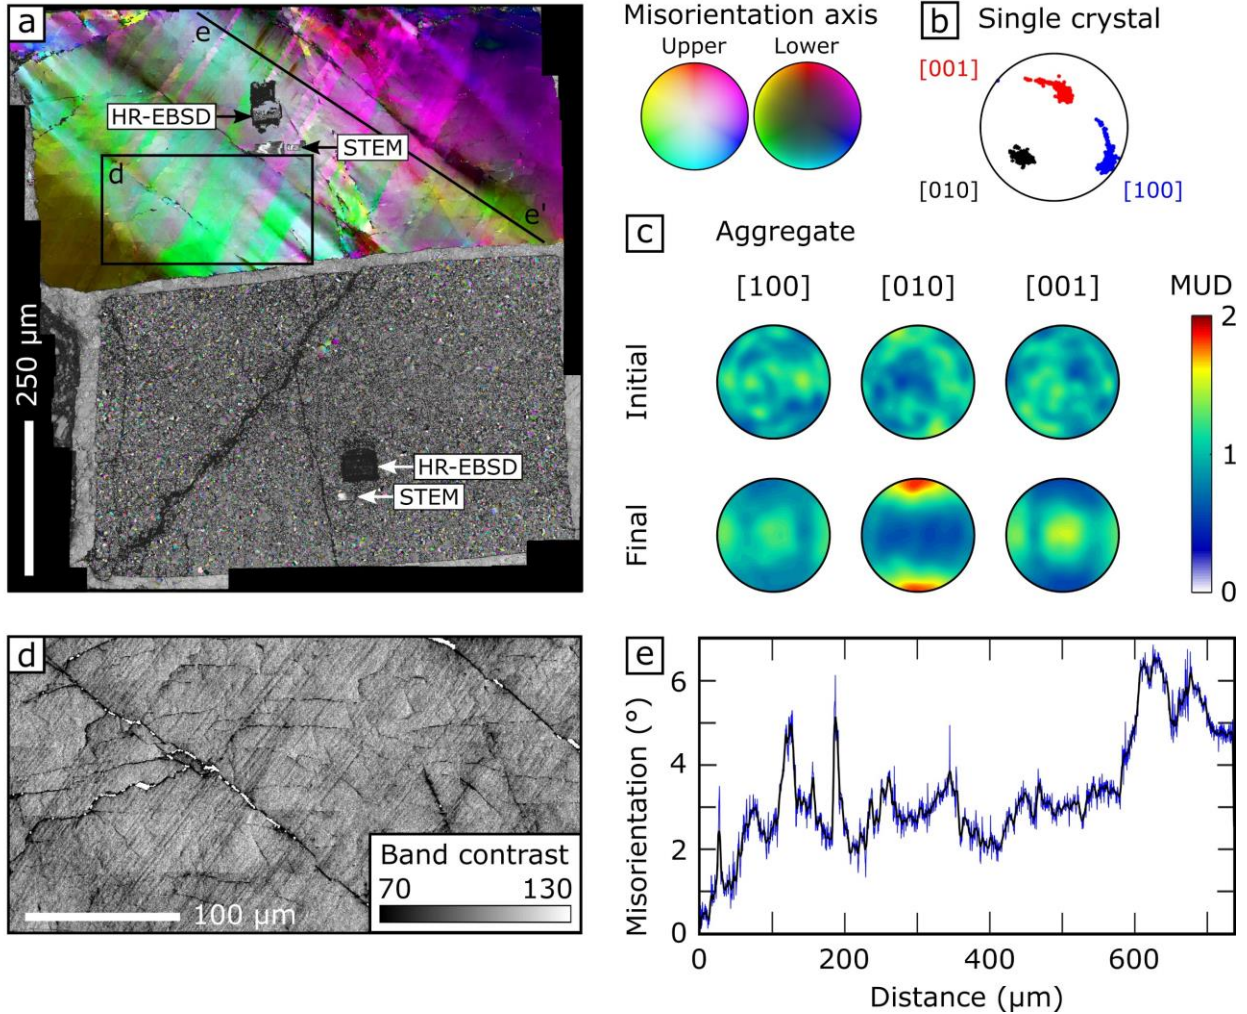 a
e
HR-EBSD
STEM
d
e'
250 µm
HR-EBSD
STEM
Misorientation axis
Upper
Lower
b
Single crystal
[001]
[010]
[100]
c
Aggregate
[100]
[010]
[001]
MUD
Initial
Final
2
1
0
d
Band contrast
70
130
100 µm
e
Misorientation (°)
6
4
2
0
0
200
400
600
Distance (µm)